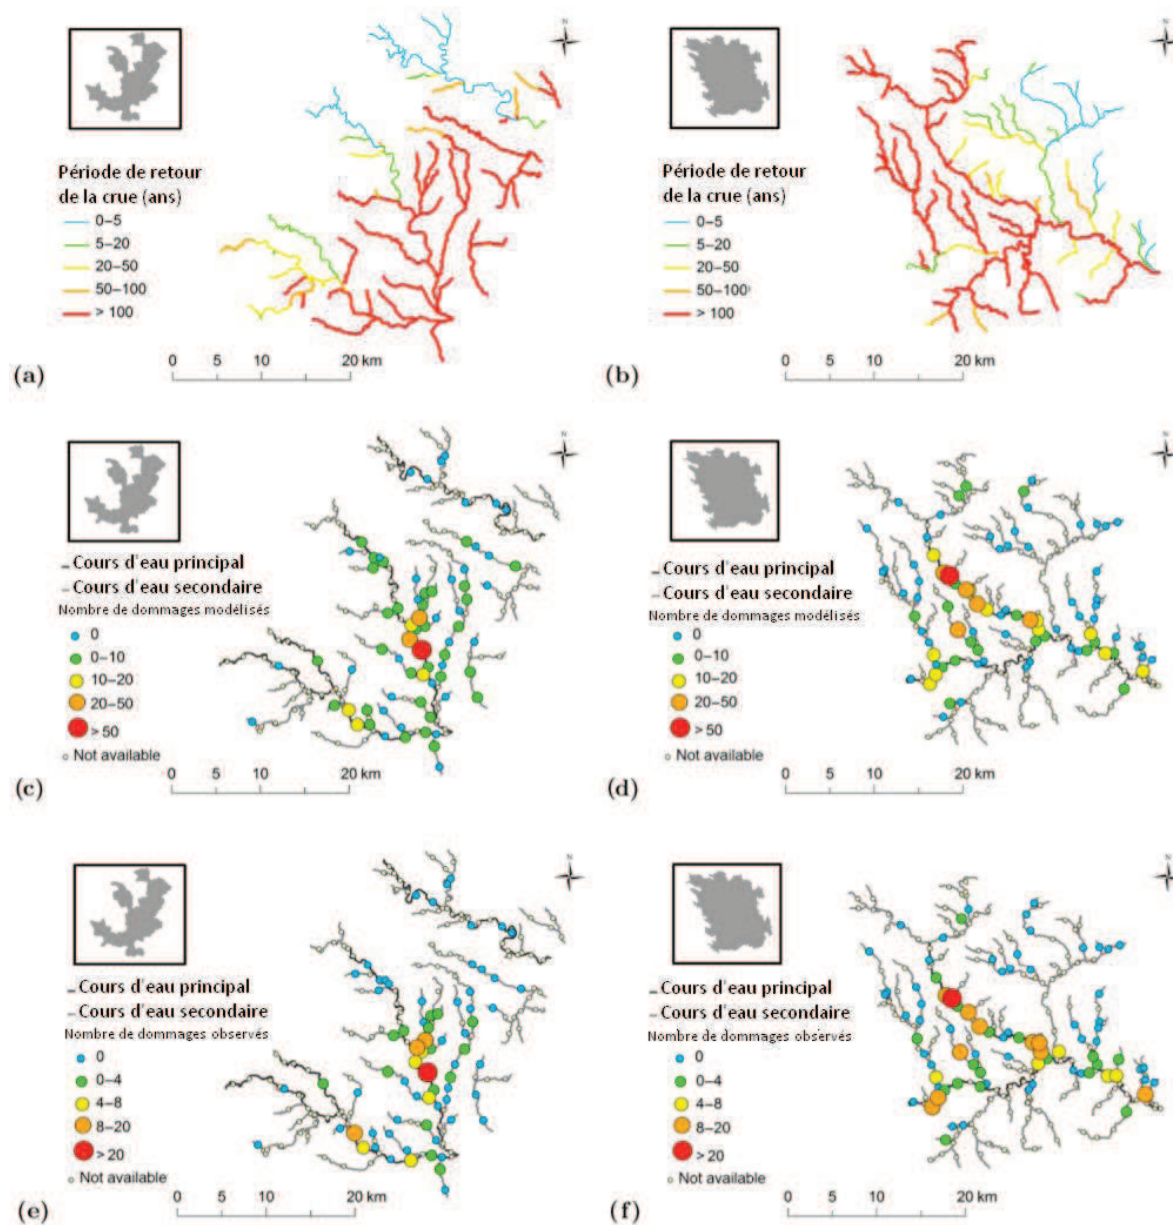 N
Période de retour
de la crue (ans)
0–5
5–20
20–50
50–100
> 100
0 5 10 20 km
(a)
N
Période de retour
de la crue (ans)
0–5
5–20
20–50
50–100
> 100
0 5 10 20 km
(b)
N
Cours d'eau principal
Cours d'eau secondaire
Nombre de dommages modélisés
0
0–10
10–20
20–50
> 50
Not available
0 5 10 20 km
(c)
N
Cours d'eau principal
Cours d'eau secondaire
Nombre de dommages modélisés
0
0–10
10–20
20–50
> 50
Not available
0 5 10 20 km
(d)
N
Cours d'eau principal
Cours d'eau secondaire
Nombre de dommages observés
0
0–4
4–8
8–20
> 20
Not available
0 5 10 20 km
(e)
N
Cours d'eau principal
Cours d'eau secondaire
Nombre de dommages observés
0
0–4
4–8
8–20
> 20
Not available
0 5 10 20 km
(f)